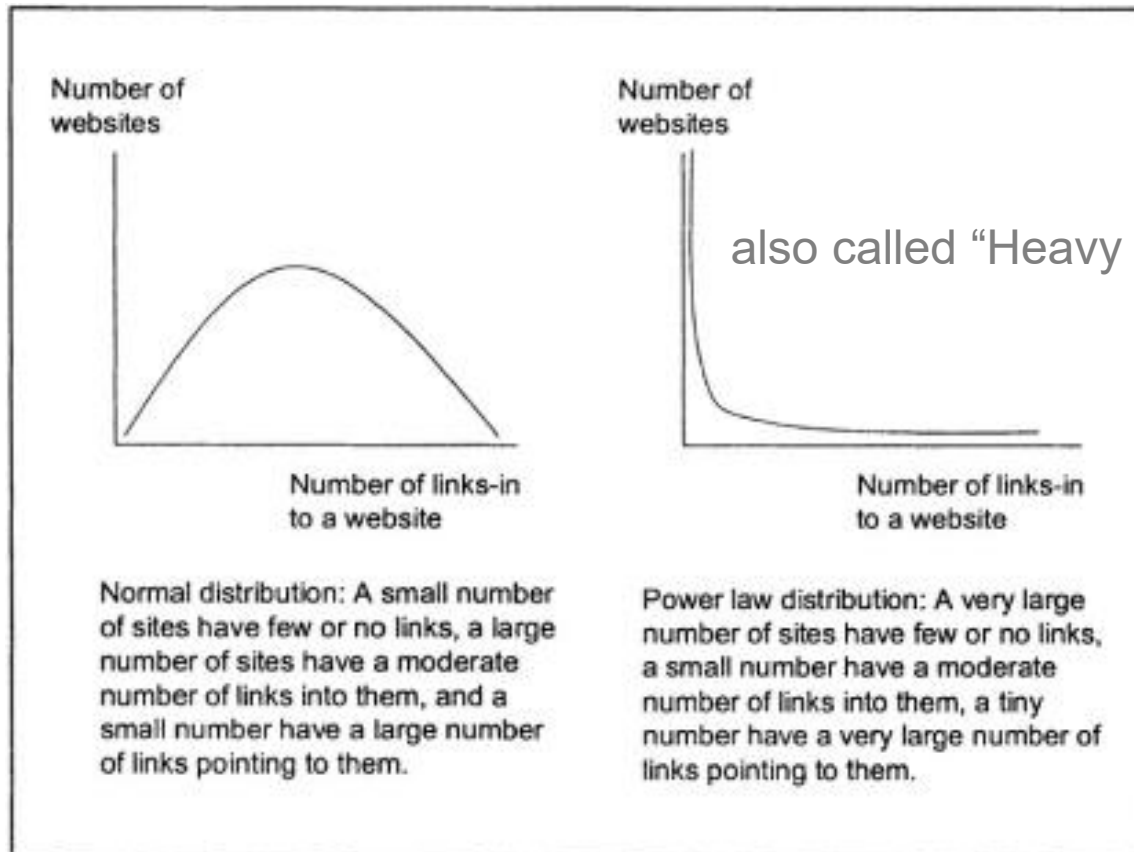 Number of
websites
Number of links-in
to a website
Normal distribution: A small number
of sites have few or no links, a large
number of sites have a moderate
number of links into them, and a
small number have a large number
of links pointing to them.
Number of
websites
also called “Heavy
Number of links-in
to a website
Power law distribution: A very large
number of sites have few or no links,
a small number have a moderate
number of links into them, a tiny
number have a very large number of
links pointing to them.